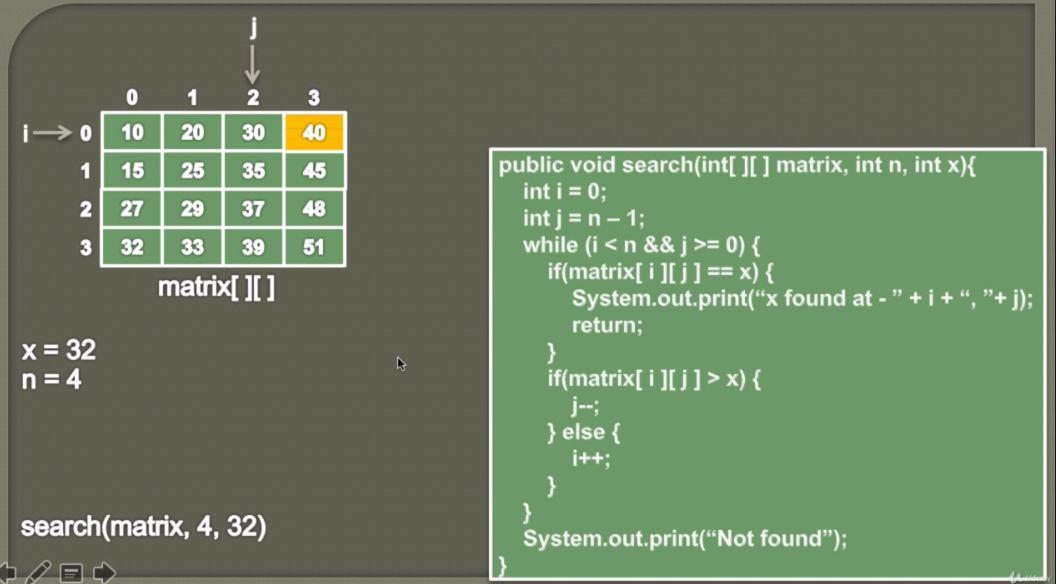 j
0 1 2 3
i 0 10 20 30 40
1 15 25 35 45
2 27 29 37 48
3 32 33 39 51
matrix[ ][ ]
x = 32
n = 4
search(matrix, 4, 32)
public void search(int[ ][ ] matrix, int n, int x){
int i = 0;
int j = n – 1;
while (i < n && j >= 0) {
if(matrix[ i ][ j ] == x) {
System.out.print(“x found at - ” + i + “, ”+ j);
return;
}
if(matrix[ i ][ j ] > x) {
j--;
} else {
i++;
}
}
System.out.print(“Not found”);
}